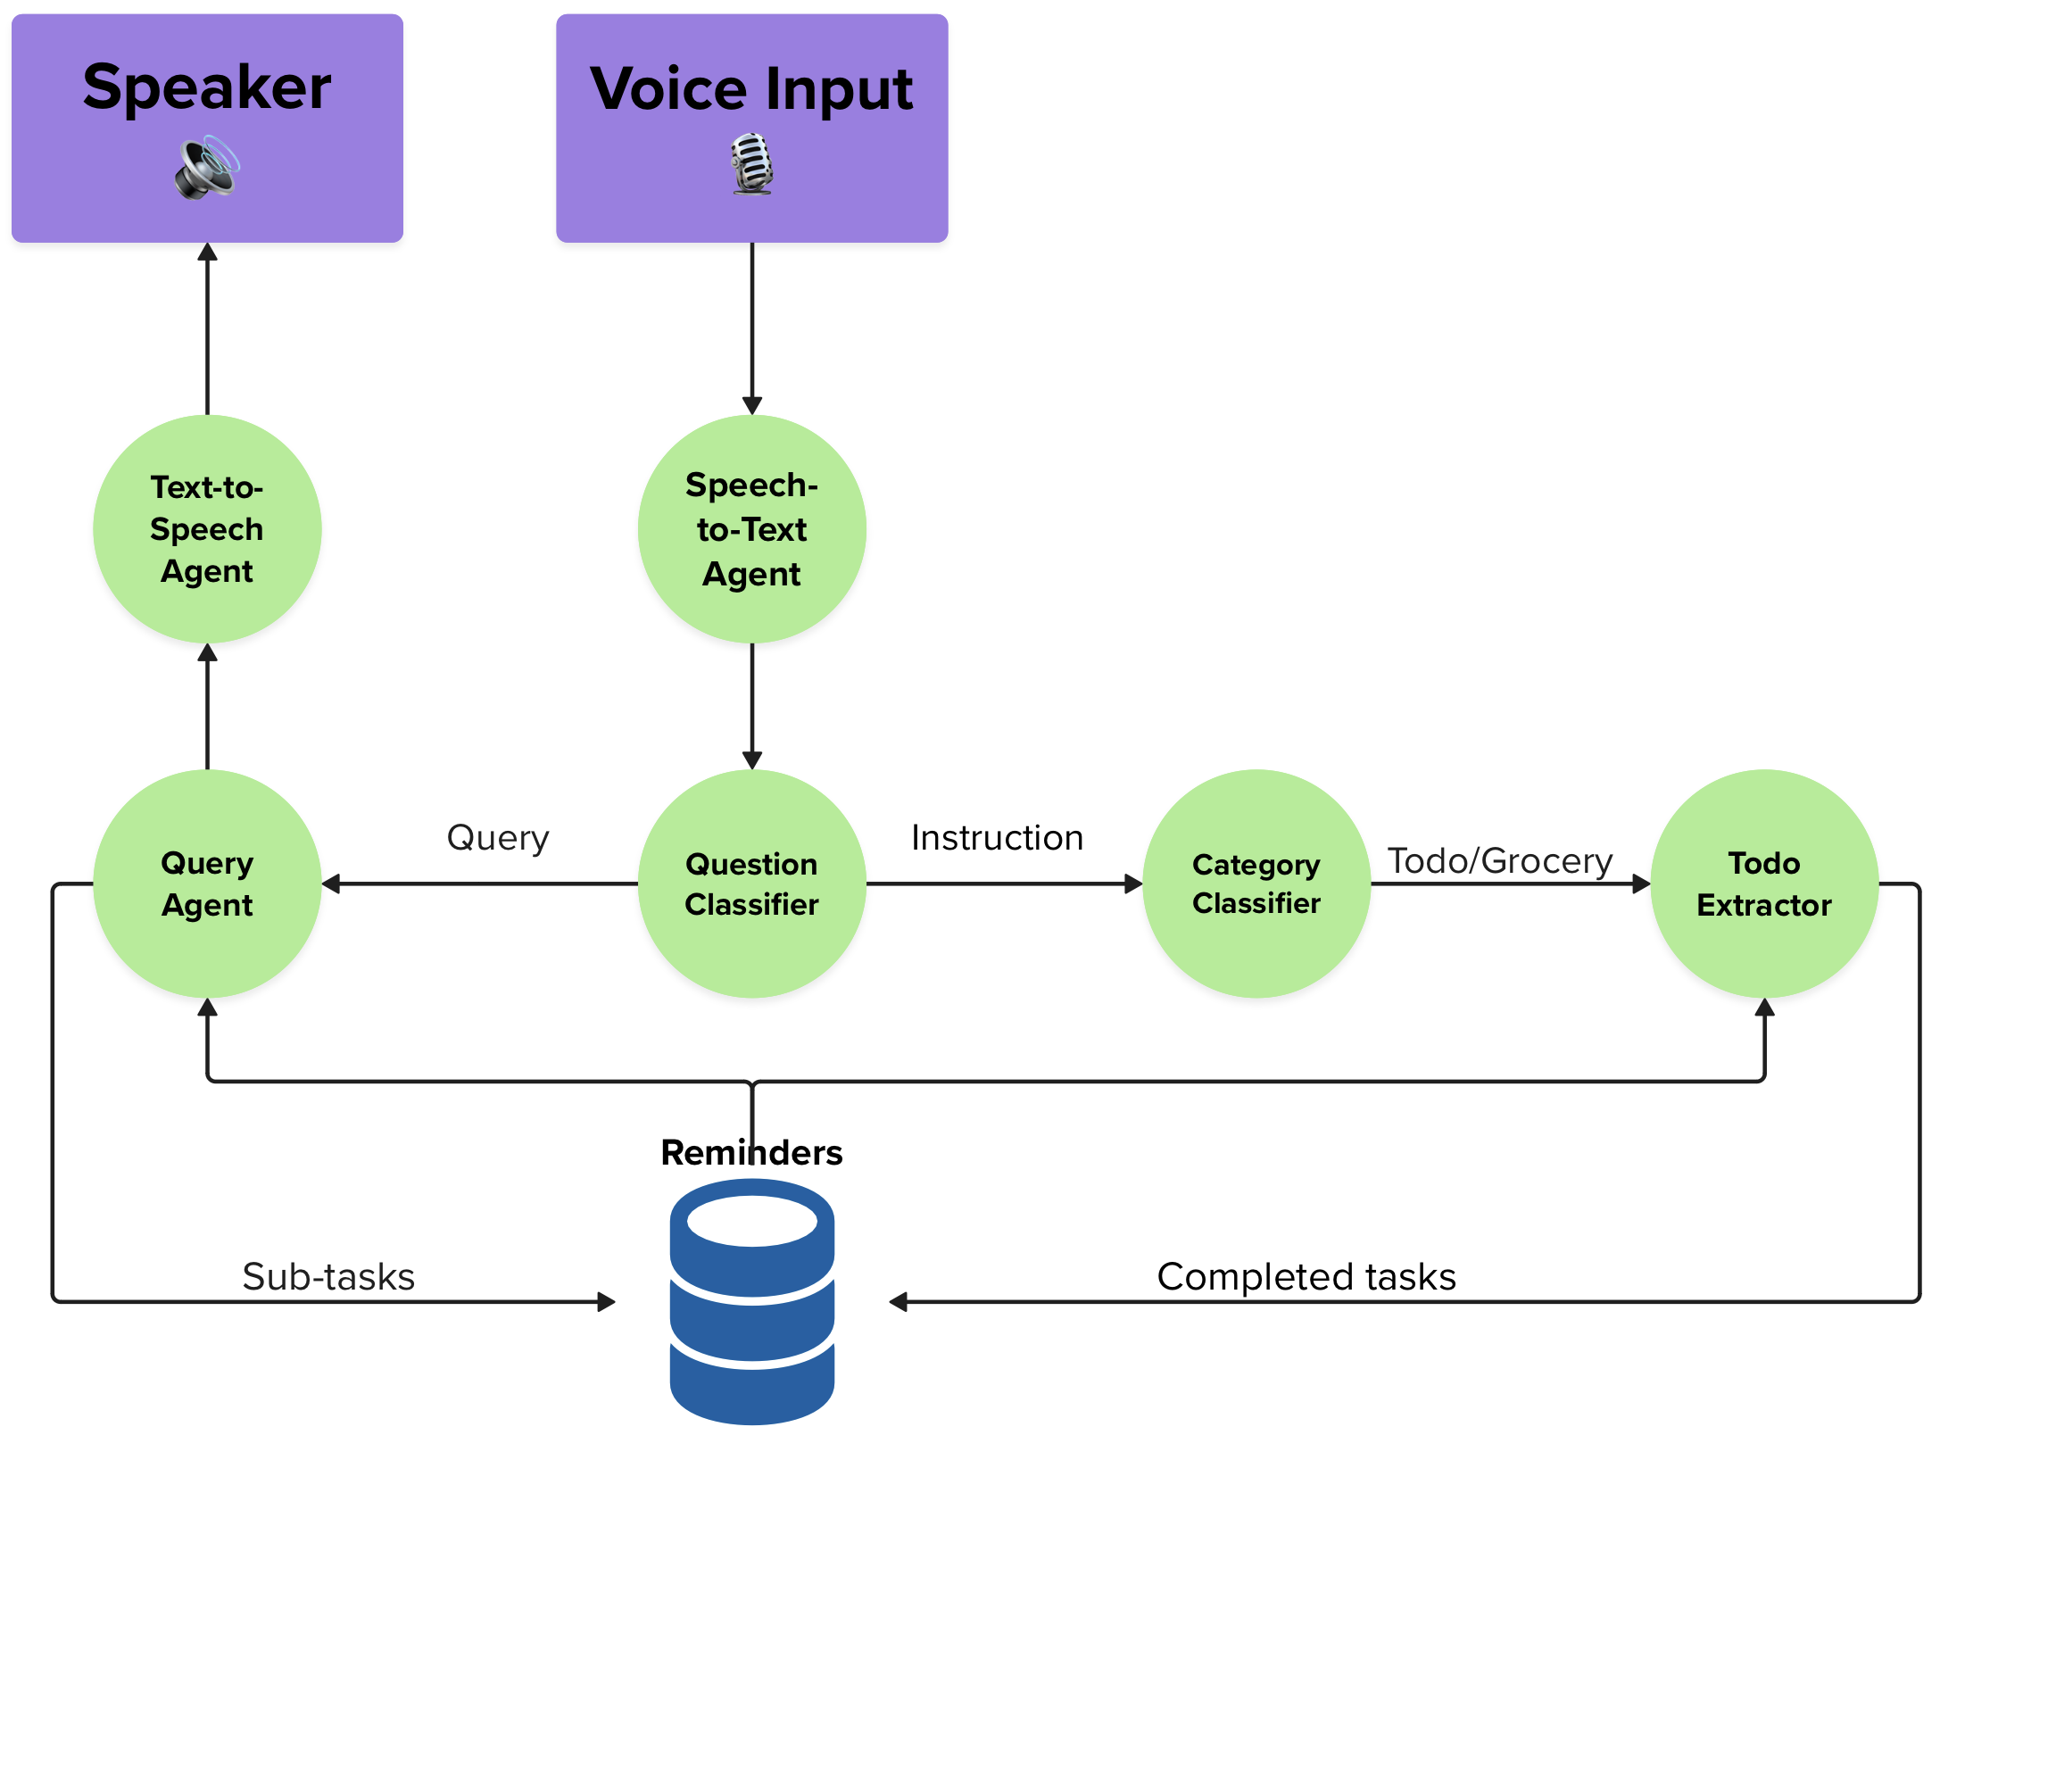 Speaker
Voice Input
Text-to-
Speech
Agent
Speech-
to-Text
Agent
Query
Agent
Query
Question
Classifier
Instruction
Category
Classifier
Todo/Grocery
Todo
Extractor
Reminders
Sub-tasks
Completed tasks